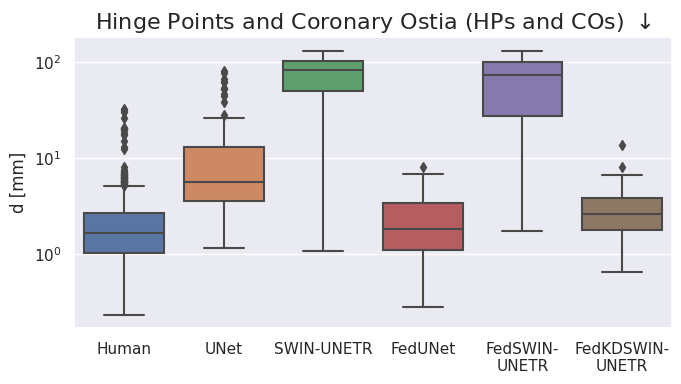 Hinge Points and Coronary Ostia (HPs and COs) ↓
d [mm]
10²
10¹
10⁰
Human
UNet
SWIN-UNETR
FedUNet
FedSWIN-
UNETR
FedKDSWIN-
UNETR